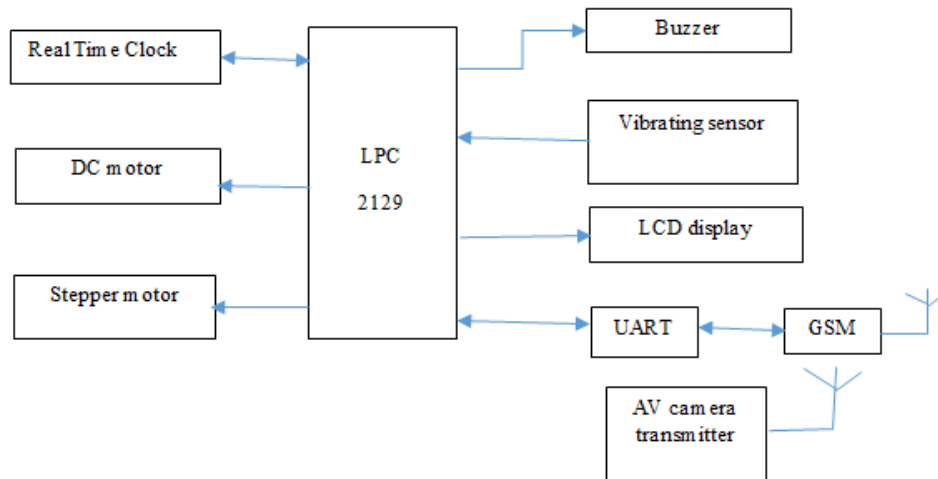 Real Time Clock
Buzzer
Vibrating sensor
LPC
2129
DC motor
LCD display
Stepper motor
UART
GSM
AV camera
transmitter